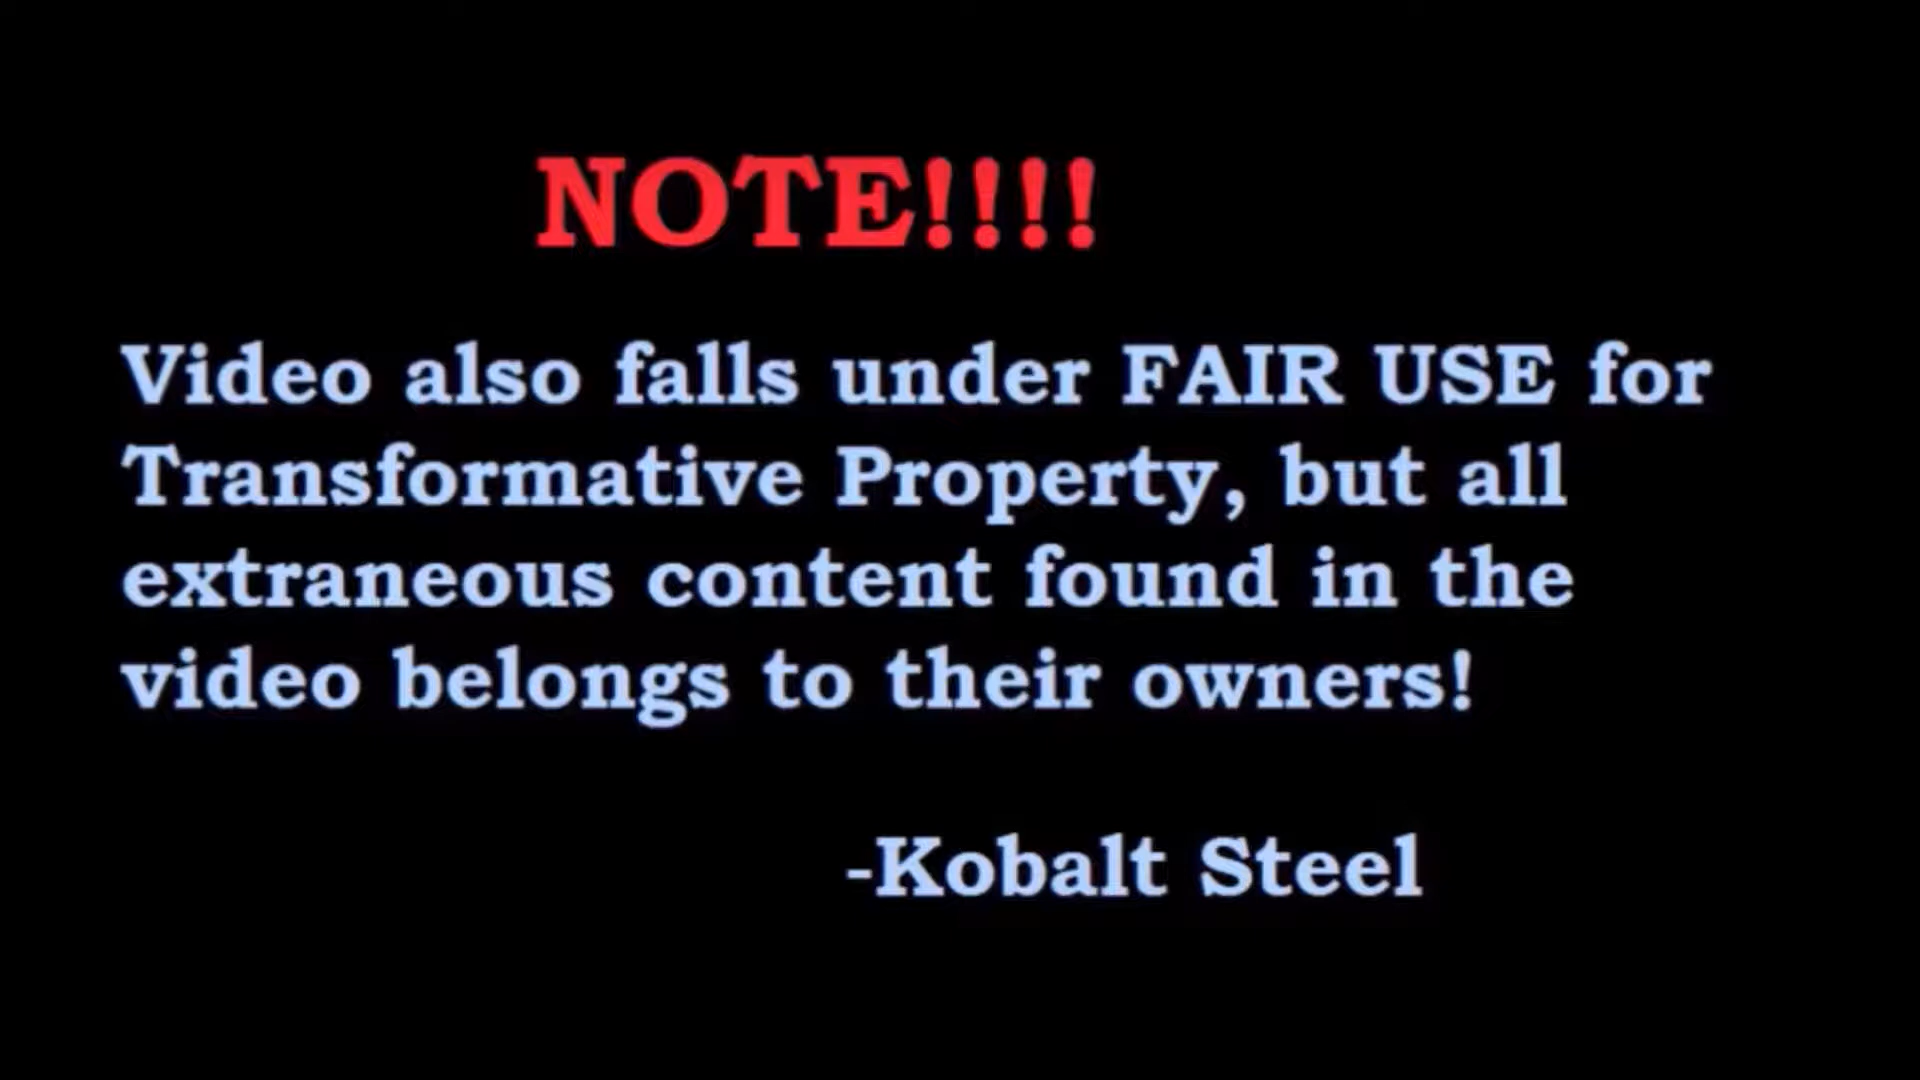 NOTE!!!!
Video also falls under FAIR USE for
Transformative Property, but all
extraneous content found in the
video belongs to their owners!
-Kobalt Steel